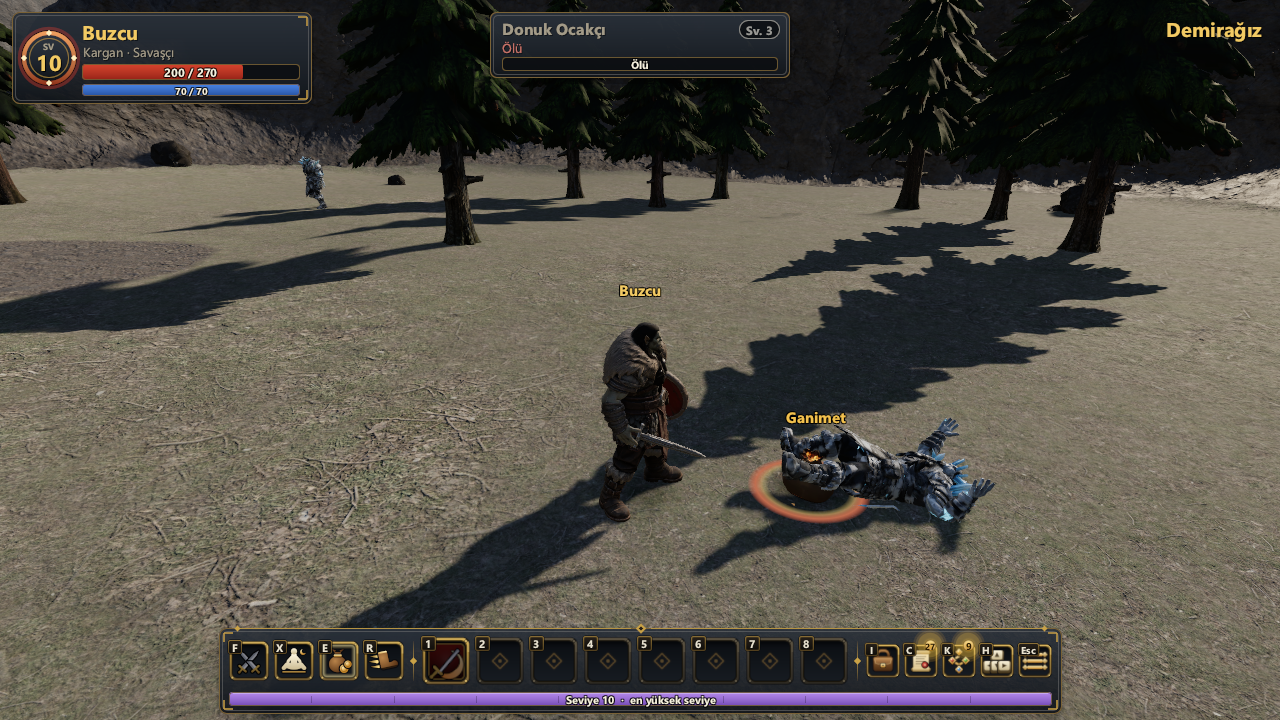 SV
10
Buzcu
Kargan · Savaşçı
200 / 270
70 / 70
Donuk Ocakçı
Sv. 3
Ölü
Ölü
Demirağız
Buzcu
Ganimet
F
X
E
R
1
2
3
4
5
6
7
8
I
C
27
K
9
H
A
Esc
Seviye 10 · en yüksek seviye